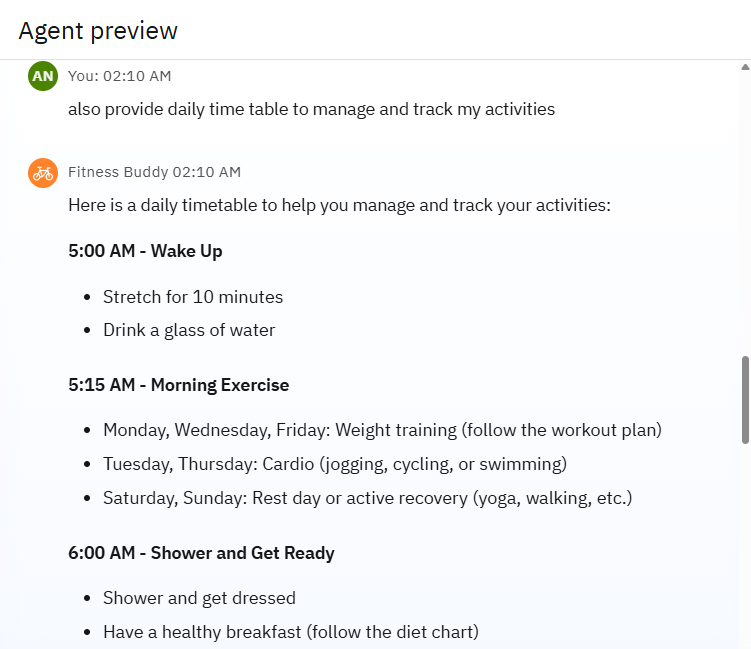 Agent preview
AN You: 02:10 AM
also provide daily time table to manage and track my activities
Fitness Buddy 02:10 AM
Here is a daily timetable to help you manage and track your activities:
5:00 AM - Wake Up
• Stretch for 10 minutes
• Drink a glass of water
5:15 AM - Morning Exercise
• Monday, Wednesday, Friday: Weight training (follow the workout plan)
• Tuesday, Thursday: Cardio (jogging, cycling, or swimming)
• Saturday, Sunday: Rest day or active recovery (yoga, walking, etc.)
6:00 AM - Shower and Get Ready
• Shower and get dressed
• Have a healthy breakfast (follow the diet chart)